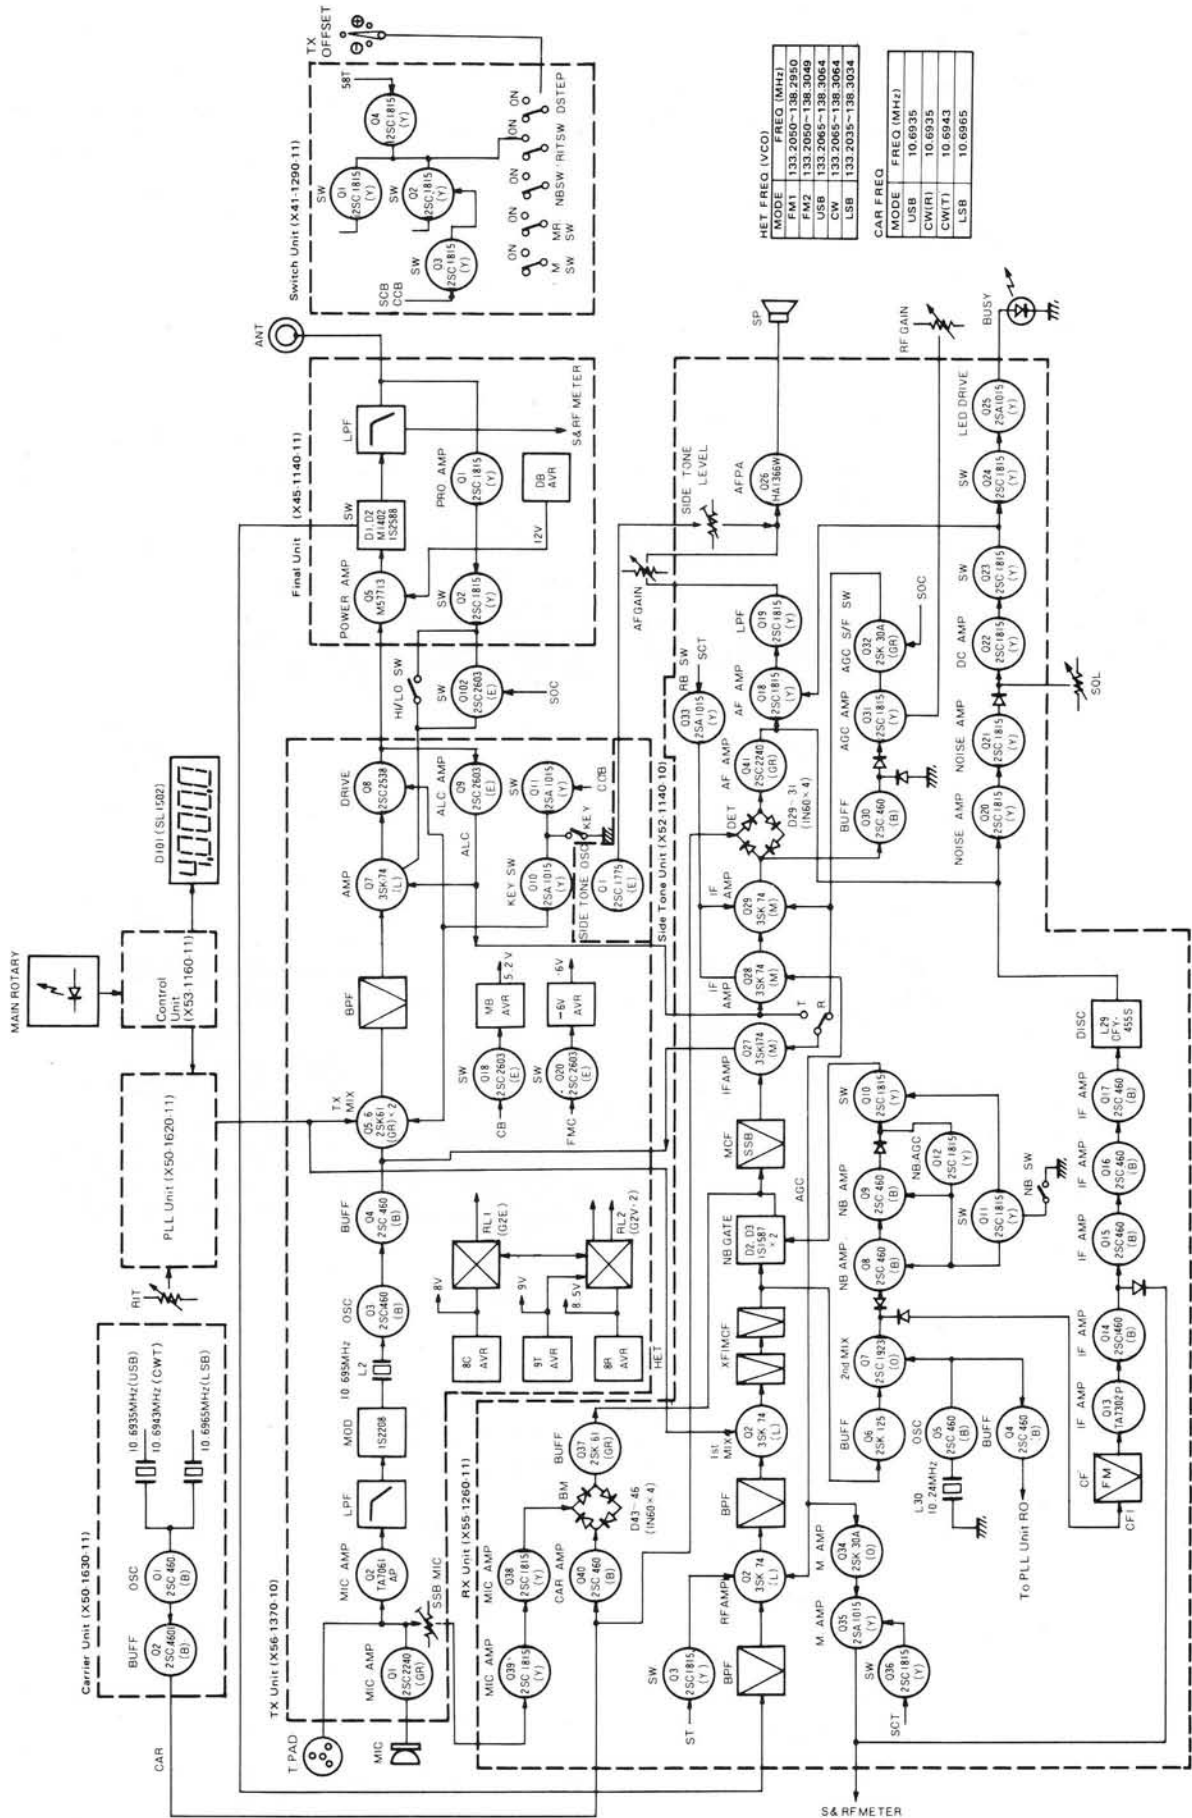 MAIN ROTARY
D101 (SL1502)
4,000.0
Control
Unit
(X53-1160-11)
PLL Unit (X50-1620-11)
RIT
Carrier Unit (X50-1630-11)
10.6935MHz(USB)
10.6943MHz(CWT)
10.6965MHz(LSB)
OSC
Q1
2SC460
(B)
BUFF
Q2
2SC460
(B)
CAR
TX Unit (X56-1370-10)
T.PAD
MIC
MIC AMP
Q1
2SC2240
(GR)
MIC AMP
Q2
TA7061
AP
SSB MIC
LPF
MOD
1S2208
10.695MHz
L2
OSC
Q3
2SC460
(B)
BUFF
Q4
2SC460
(B)
TX
MIX
Q5,6
2SK61
(GR)×2
BPF
AMP
Q7
3SK74
(L)
DRIVE
Q8
2SC2538
ALC AMP
Q9
2SC2603
(E)
ALC
KEY SW
Q10
2SA1015
(Y)
SW
Q11
2SA1015
(Y)
COB
KEY
SIDE TONE OSC
Q1
2SC1775
(E)
Side Tone Unit (X52-1140-10)
SW
Q18
2SC2603
(E)
CB
MB
AVR
5.2V
SW
Q20
2SC2603
(E)
FMC
-6V
AVR
-6V
8C
AVR
8V
RL1
(G2E)
9T
AVR
9V
8R
AVR
8.5V
RL2
(G2V-2)
HET
HI/LO SW
SW
Q102
2SC2603
(E)
SOC
Final Unit (X45-1140-11)
POWER AMP
Q5
M57713
SW
D1, D2
MI402
IS2588
LPF
ANT
PRO AMP
Q1
2SC1815
(Y)
SW
Q2
2SC1815
(Y)
DB
AVR
12V
S&RF METER
Switch Unit (X41-1290-11)
SCB
CCB
SW
Q3
2SC1815
(Y)
SW
Q1
2SC1815
(Y)
SW
Q2
2SC1815
(Y)
Q4
2SC1815
(Y)
58T
ON
M
SW
ON
MR
SW
ON
NBSW
ON
RITSW
ON
DSTEP
TX
OFFSET
HET FREQ (VCO)
MODE FREQ (MHz)
FM1 133.2050~138.2950
FM2 133.2050~138.3049
USB 133.2065~138.3064
CW 133.2065~138.3064
LSB 133.2035~138.3034
CAR FREQ
MODE FREQ (MHz)
USB 10.6935
CW(R) 10.6935
CW(T) 10.6943
LSB 10.6965
RX Unit (X55-1260-11)
MIC AMP
Q39
2SC1815
(Y)
MIC AMP
Q38
2SC1815
(Y)
CAR AMP
Q40
2SC460
(B)
BM
D43~46
(IN60×4)
BUFF
Q37
2SK61
(GR)
SW
Q3
2SC1815
(Y)
ST
BPF
RF AMP
Q2
3SK74
(L)
BPF
1st
MIX
Q2
3SK74
(L)
XF1MCF
NB GATE
D2, D3
1S1587
×2
MCF
SSB
IF AMP
Q27
3SK174
(M)
T
R
AGC
IF
AMP
Q28
3SK74
(M)
IF
AMP
Q29
3SK74
(M)
DET
D29~31
(IN60×4)
AF AMP
Q41
2SC2240
(GR)
RB SW
SCT
Q33
2SA1015
(Y)
AF AMP
Q18
2SC1815
(Y)
LPF
Q19
2SC1815
(Y)
AFGAIN
SIDE TONE
LEVEL
AFPA
Q26
HA1366W
SP
BUFF
Q30
2SC460
(B)
AGC AMP
Q31
2SC1815
(Y)
AGC S/F SW
Q32
2SK30A
(GR)
SOC
RF GAIN
NOISE AMP
Q20
2SC1815
(Y)
NOISE AMP
Q21
2SC1815
(Y)
SQL
DC AMP
Q22
2SC1815
(Y)
SW
Q23
2SC1815
(Y)
SW
Q24
2SC1815
(Y)
LED DRIVE
Q25
2SA1015
(Y)
BUSY
M AMP
Q34
2SK30A
(O)
M. AMP
Q35
2SA1015
(Y)
SW
Q36
2SC1815
(Y)
SCT
S&RFMETER
BUFF
Q6
2SK125
2nd MIX
Q7
2SC1923
(O)
OSC
Q5
2SC460
(B)
L30
10.24MHz
BUFF
Q4
2SC460
(B)
To PLL Unit RO
NB AMP
Q8
2SC460
(B)
NB AMP
Q9
2SC460
(B)
SW
Q10
2SC1815
(Y)
NB AGC
Q12
2SC1815
(Y)
SW
Q11
2SC1815
(Y)
NB SW
CF
FM
CF1
IF AMP
Q13
TA7302P
IF AMP
Q14
2SC460
(B)
IF AMP
Q15
2SC460
(B)
IF AMP
Q16
2SC460
(B)
IF AMP
Q17
2SC460
(B)
DISC
L29
CFY-
455S